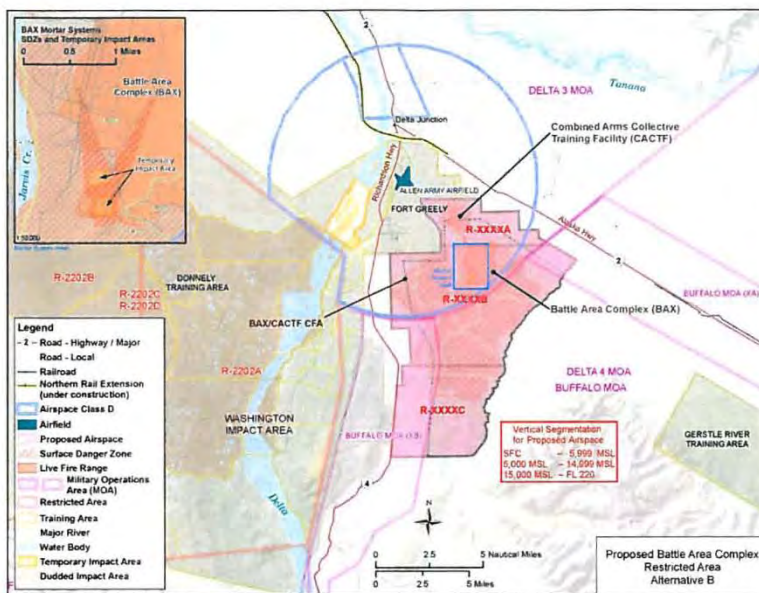 BAX Mortar Systems
SDZs and Temporary Impact Areas
0 0.5 1 Miles
Battle Area
Complex (BAX)
Temporary
Impact Area
Jarvis Cr.
DELTA 3 MOA
Tanana
2
Delta Junction
Combined Arms Collective
Training Facility (CACTF)
Richardson Hwy
ALLEN ARMY AIRFIELD
FORT GREELY
Alaska Hwy
2
R-XXXXA
R-2202B
DONNELY
TRAINING AREA
R-2202C
R-2202D
R-XXXXB
BUFFALO MOA
BAX/CACTF CFA
Battle Area Complex (BAX)
R-2202A
DELTA 4 MOA
BUFFALO MOA
R-XXXXC
WASHINGTON
IMPACT AREA
BUFFALO MOA
GERSTLE RIVER
TRAINING AREA
Vertical Segmentation
for Proposed Airspace
SFC – 5,999 MSL
6,000 MSL – 14,999 MSL
15,000 MSL – FL 220
4
Delta
N
Legend
– 2 – Road - Highway / Major
Road - Local
Railroad
Northern Rail Extension
(under construction)
Airspace Class D
Airfield
Proposed Airspace
Surface Danger Zone
Live Fire Range
Military Operations
Area (MOA)
Restricted Area
Training Area
Major River
Water Body
Temporary Impact Area
Dudded Impact Area
0 2.5 5 Nautical Miles
0 2.5 5 Miles
Proposed Battle Area Complex
Restricted Area
Alternative B